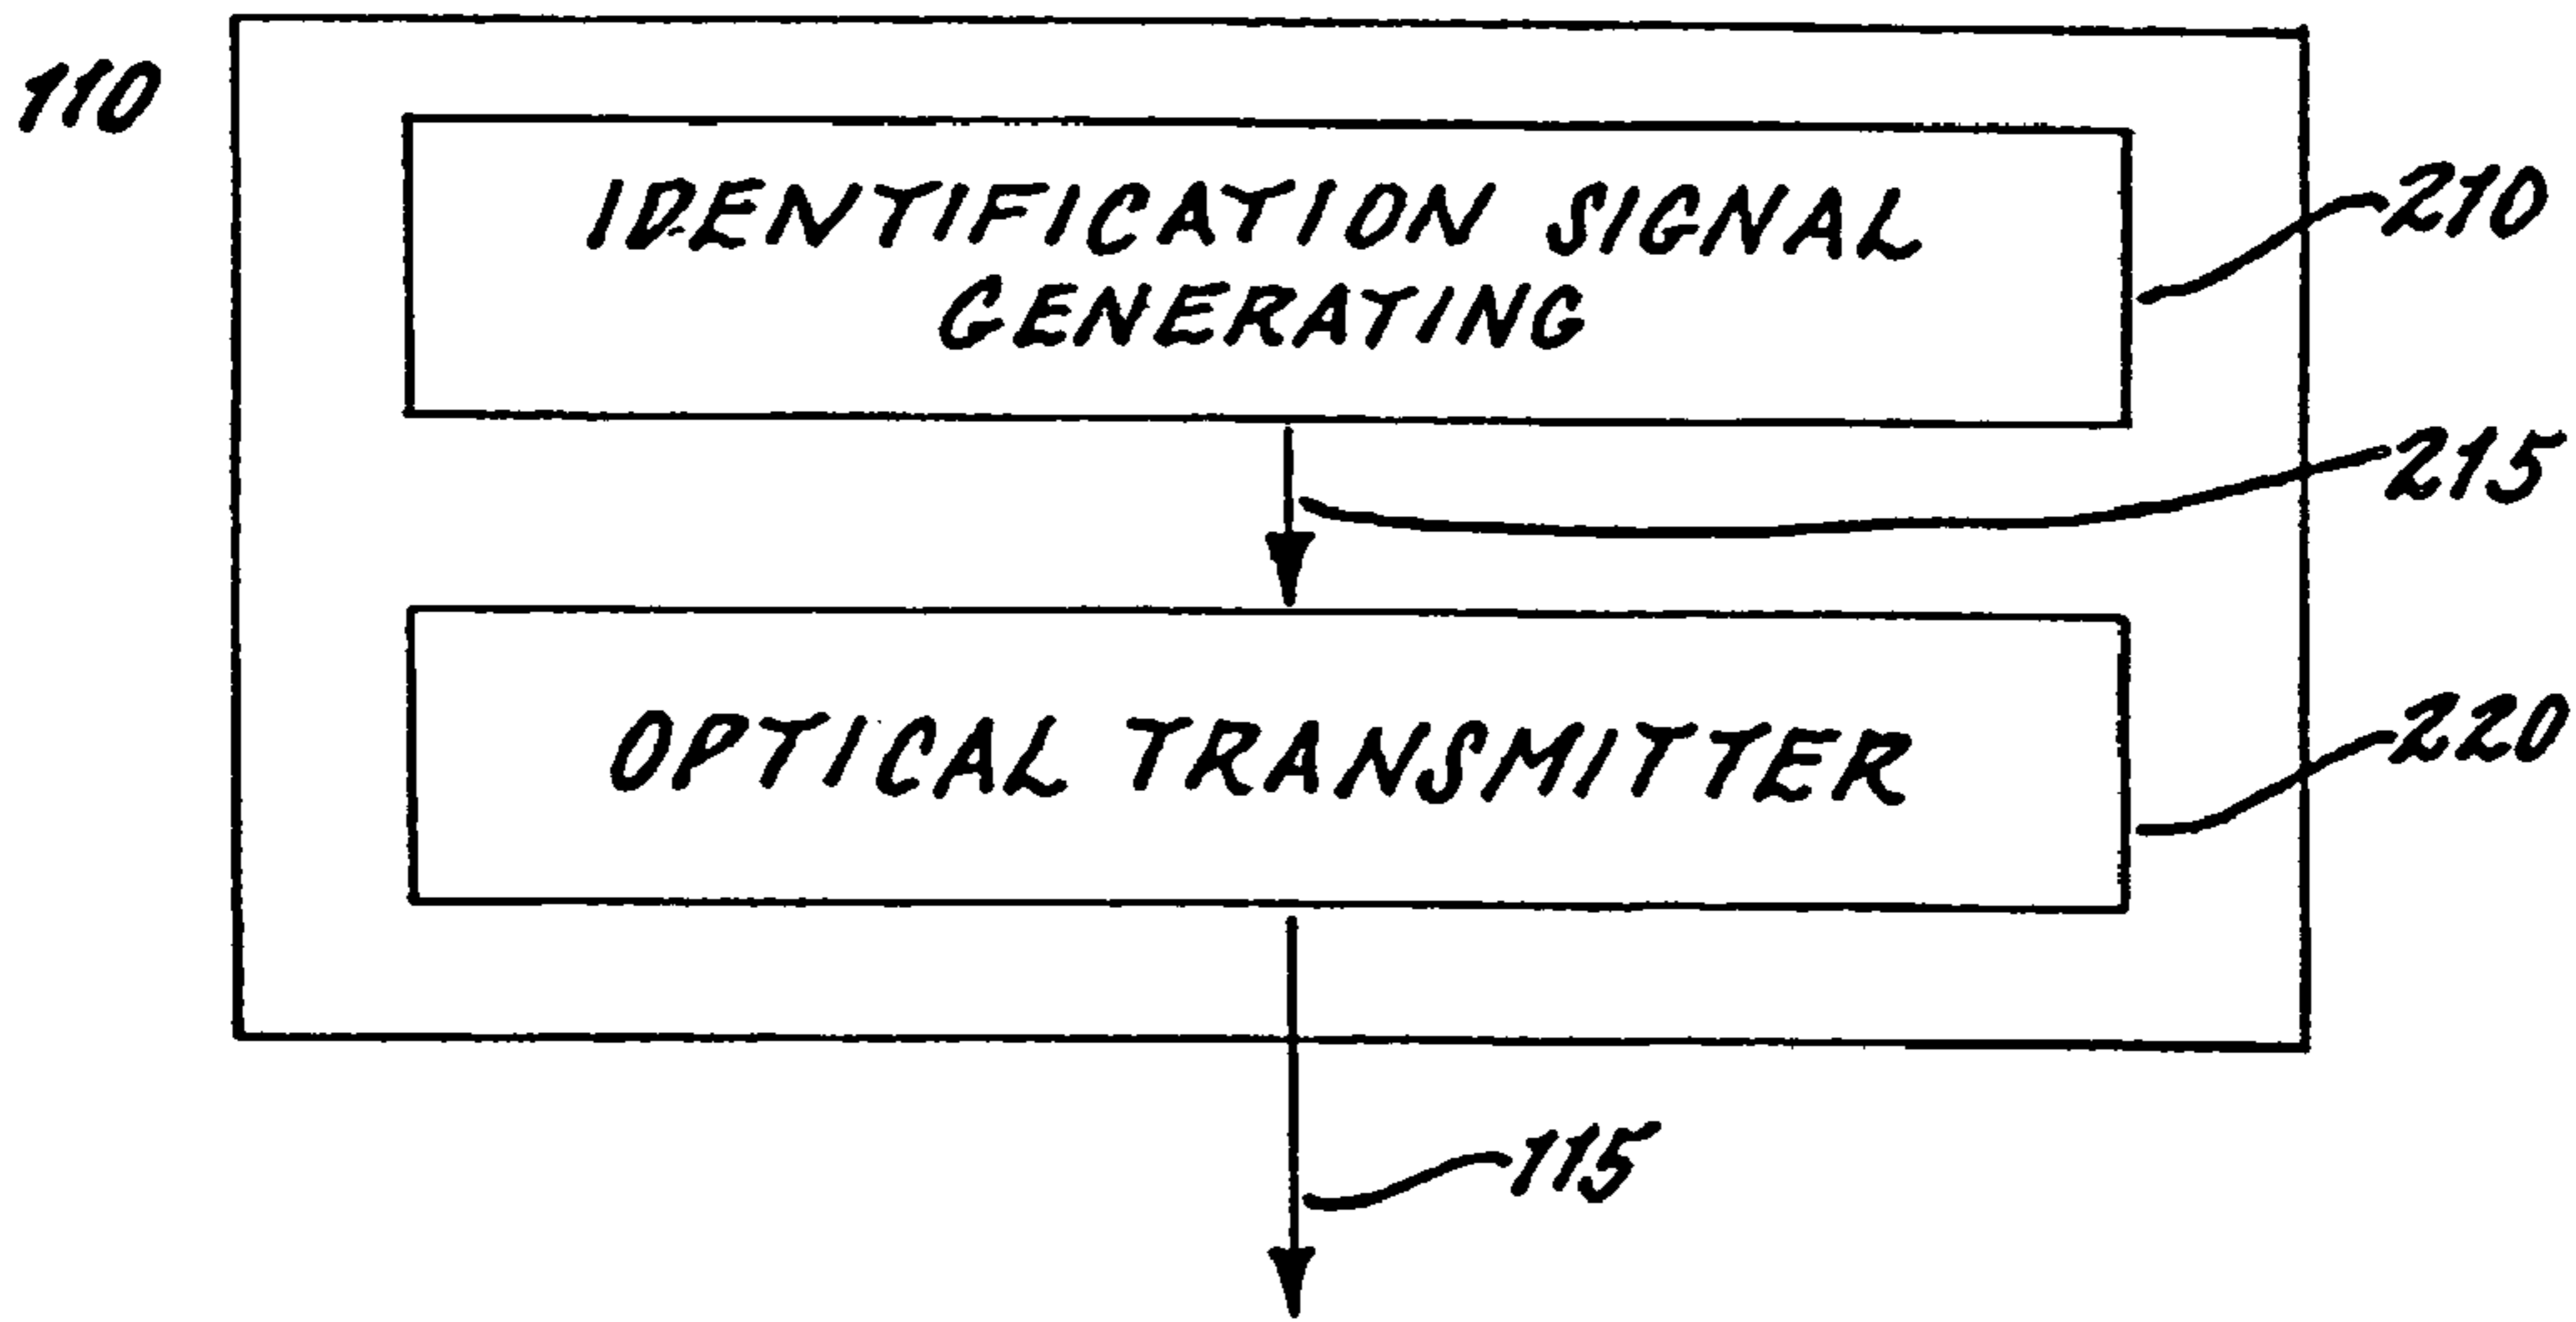 110
IDENTIFICATION SIGNAL
GENERATING
210
215
OPTICAL TRANSMITTER
220
115